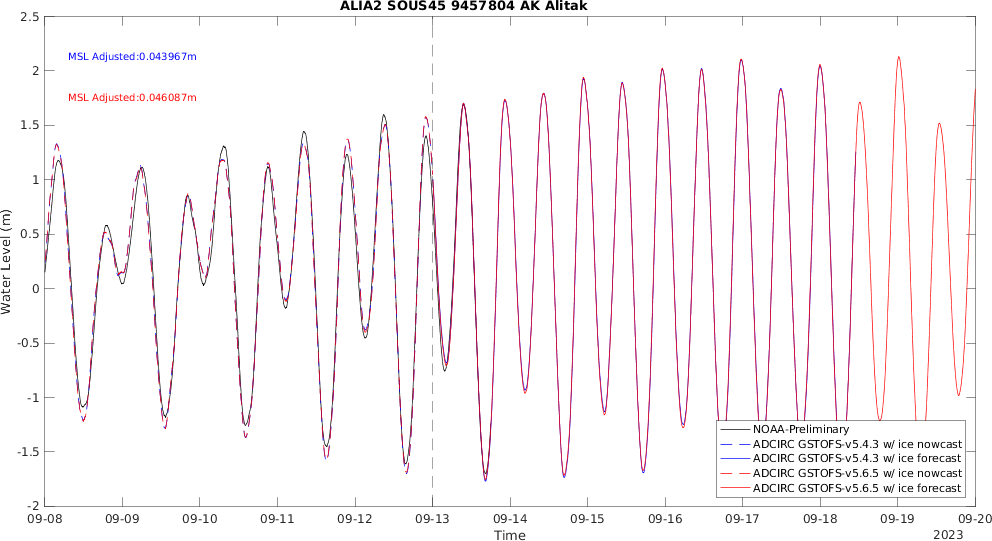 ALIA2 SOUS45 9457804 AK Alitak
MSL Adjusted:0.043967m
MSL Adjusted:0.046087m
Water Level (m)
2.5
2
1.5
1
0.5
0
-0.5
-1
-1.5
-2
NOAA-Preliminary
ADCIRC GSTOFS-v5.4.3 w/ ice nowcast
ADCIRC GSTOFS-v5.4.3 w/ ice forecast
ADCIRC GSTOFS-v5.6.5 w/ ice nowcast
ADCIRC GSTOFS-v5.6.5 w/ ice forecast
09-08 09-09 09-10 09-11 09-12 09-13 09-14 09-15 09-16 09-17 09-18 09-19 09-20
Time
2023